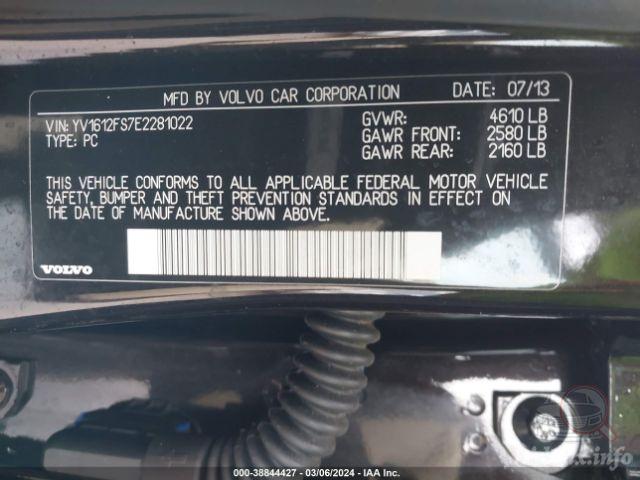 MFD BY VOLVO CAR CORPORATION DATE: 07/13
VIN: YV1612FS7E2281022 GVWR: 4610 LB
TYPE: PC GAWR FRONT: 2580 LB
GAWR REAR: 2160 LB
THIS VEHICLE CONFORMS TO ALL APPLICABLE FEDERAL MOTOR VEHICLE
SAFETY, BUMPER AND THEFT PREVENTION STANDARDS IN EFFECT ON
THE DATE OF MANUFACTURE SHOWN ABOVE.
VOLVO
000-38844427 - 03/06/2024 - IAA Inc.